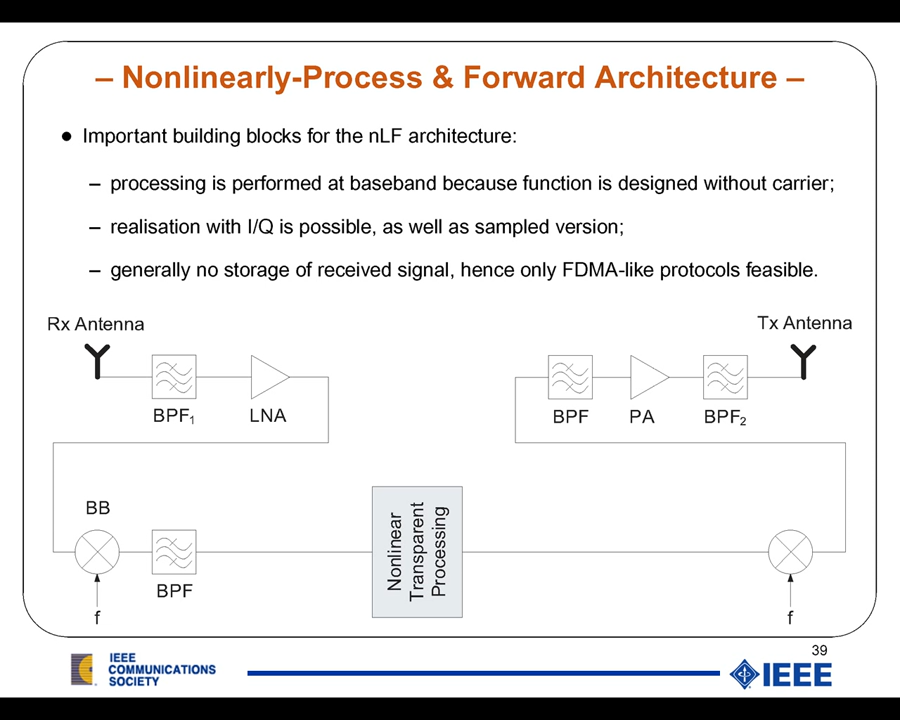 – Nonlinearly-Process & Forward Architecture –
● Important building blocks for the nLF architecture:
– processing is performed at baseband because function is designed without carrier;
– realisation with I/Q is possible, as well as sampled version;
– generally no storage of received signal, hence only FDMA-like protocols feasible.
Rx Antenna
Tx Antenna
BPF₁
LNA
BPF
PA
BPF₂
BB
BPF
f
Nonlinear
Transparent
Processing
f
39
IEEE
COMMUNICATIONS
SOCIETY
IEEE